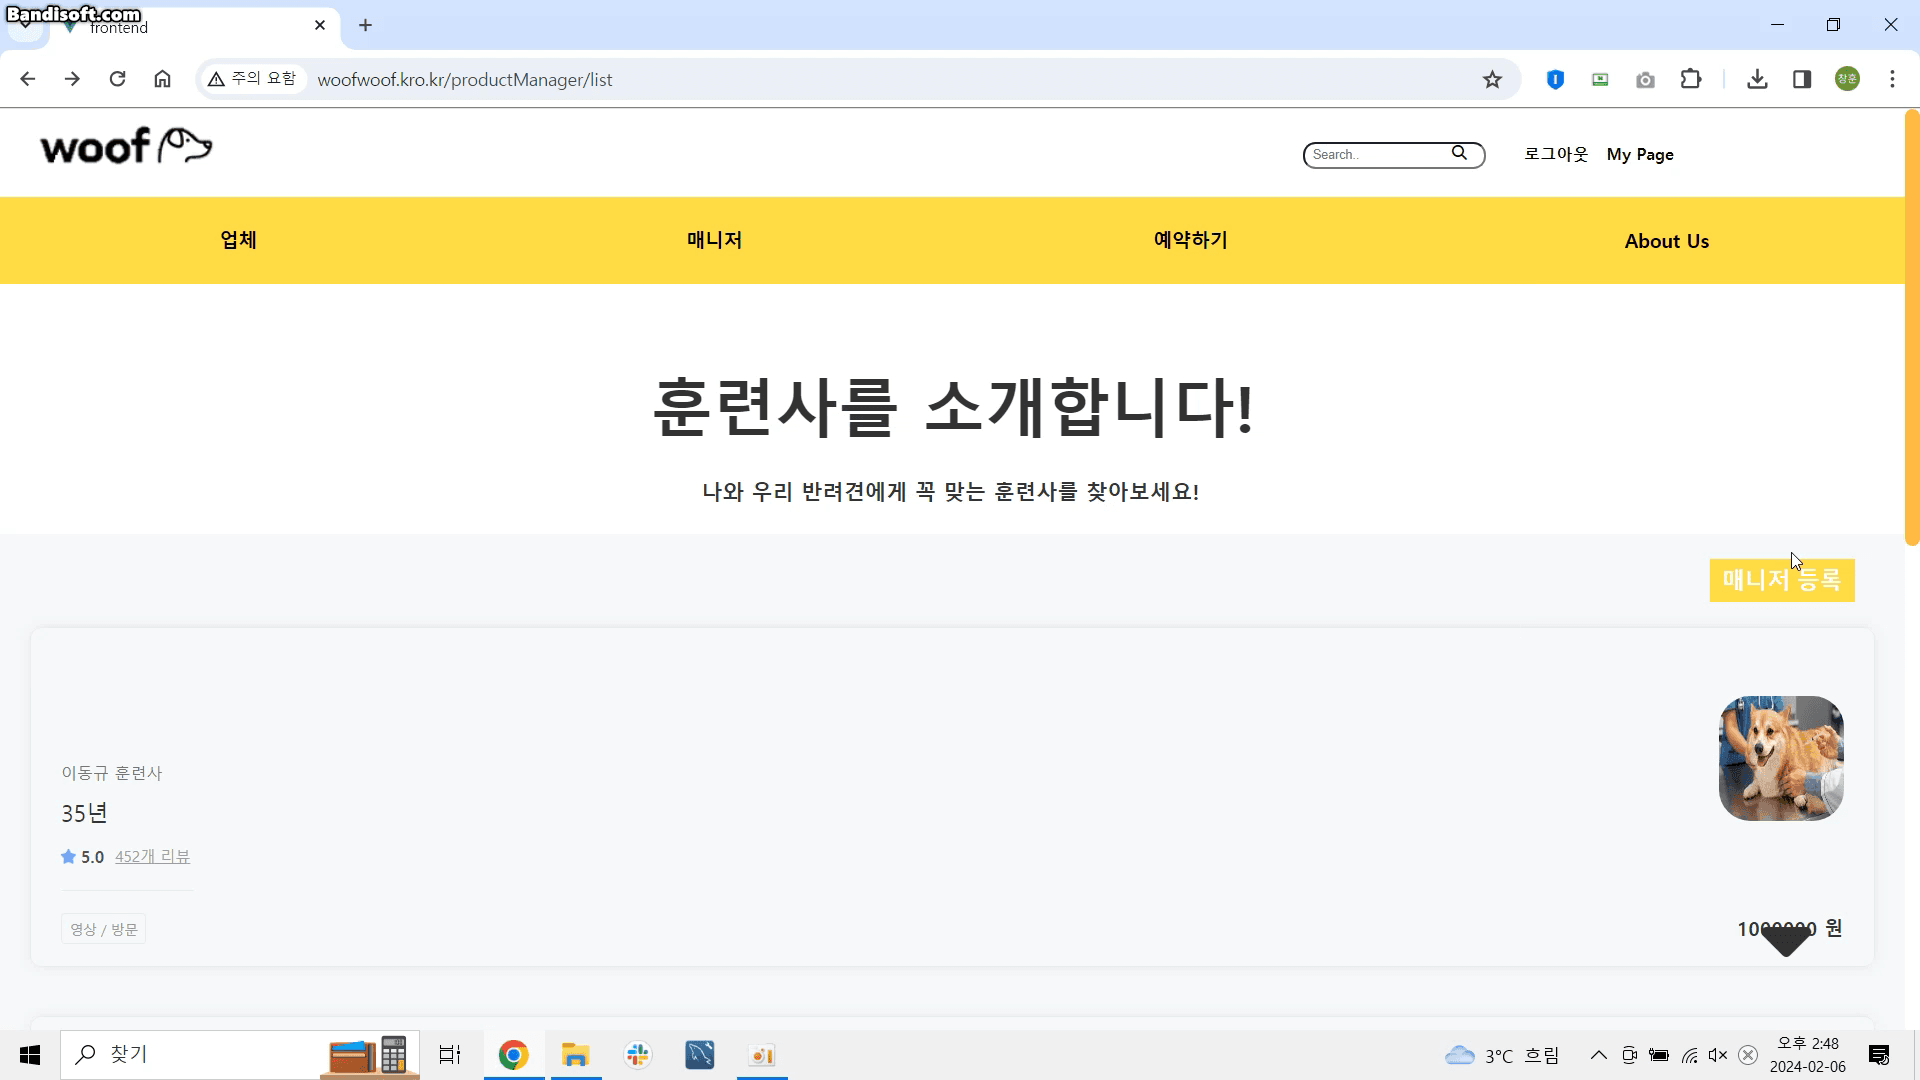 Bandisoft.com
frontend
주의 요함
woofwoof.kro.kr/productManager/list
창훈
woof
Search..
로그아웃
My Page
업체
매니저
예약하기
About Us
훈련사를 소개합니다!
나와 우리 반려견에게 꼭 맞는 훈련사를 찾아보세요!
매니저 등록
이동규 훈련사
35년
5.0 452개 리뷰
영상 / 방문
1000000 원
찾기
3°C 흐림
오후 2:48
2024-02-06